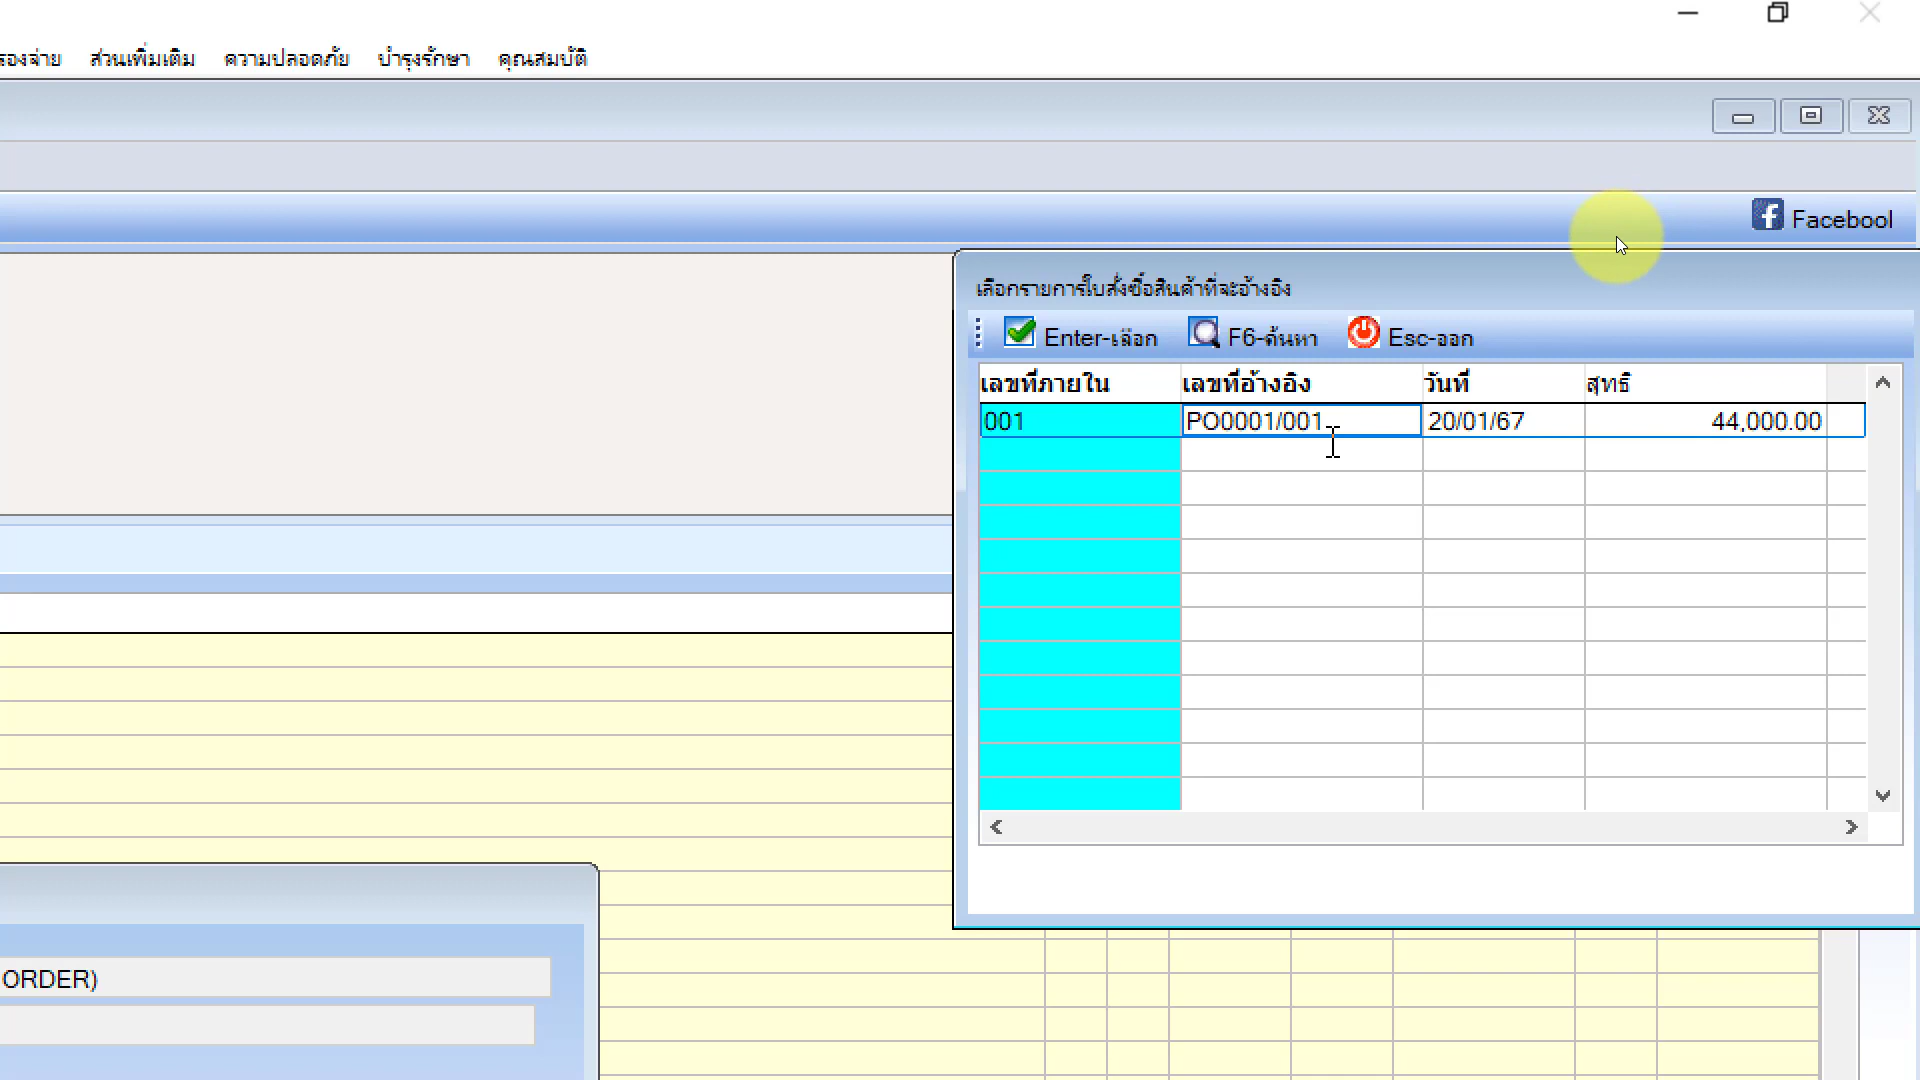 รองจ่าย ส่วนเพิ่มเติม ความปลอดภัย บำรุงรักษา คุณสมบัติ
Facebool
เลือกรายการใบสั่งซื้อสินค้าที่จะอ้างอิง
Enter-เลือก F6-ค้นหา Esc-ออก
เลขที่ภายใน เลขที่อ้างอิง วันที่ สุทธิ
001 PO0001/001 20/01/67 44,000.00
ORDER)